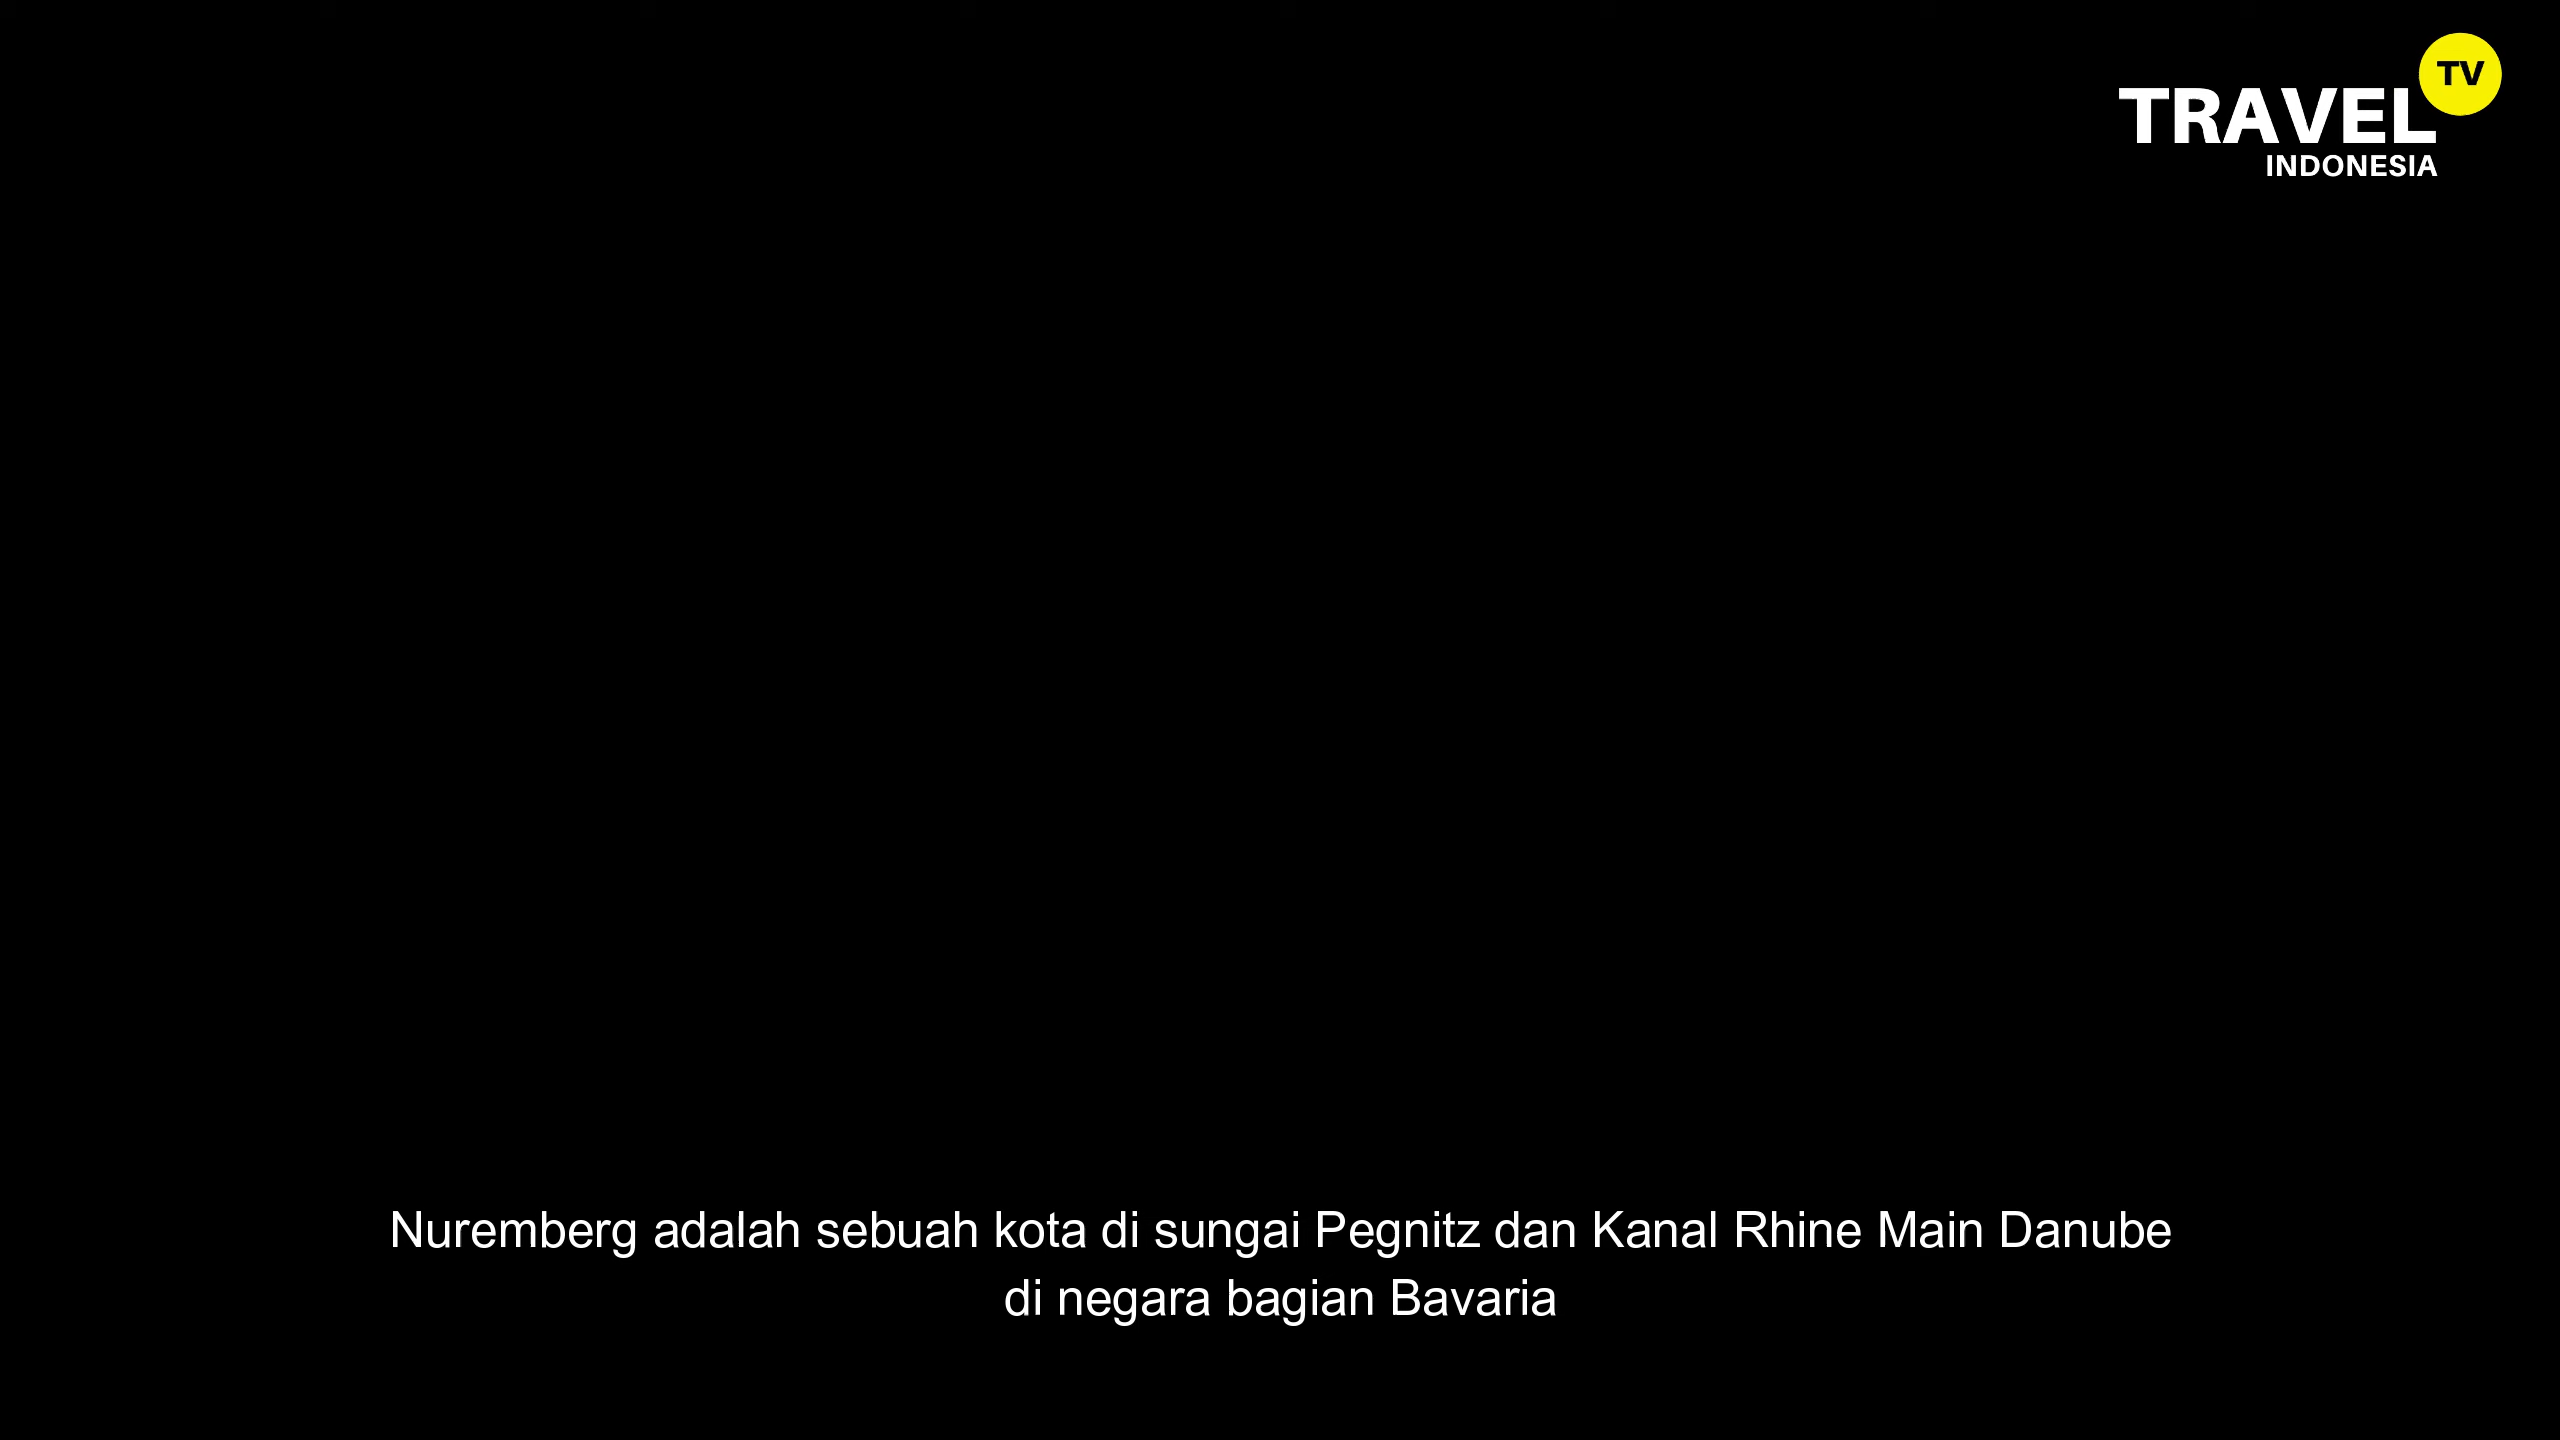 TV
TRAVEL
INDONESIA
Nuremberg adalah sebuah kota di sungai Pegnitz dan Kanal Rhine Main Danube
di negara bagian Bavaria